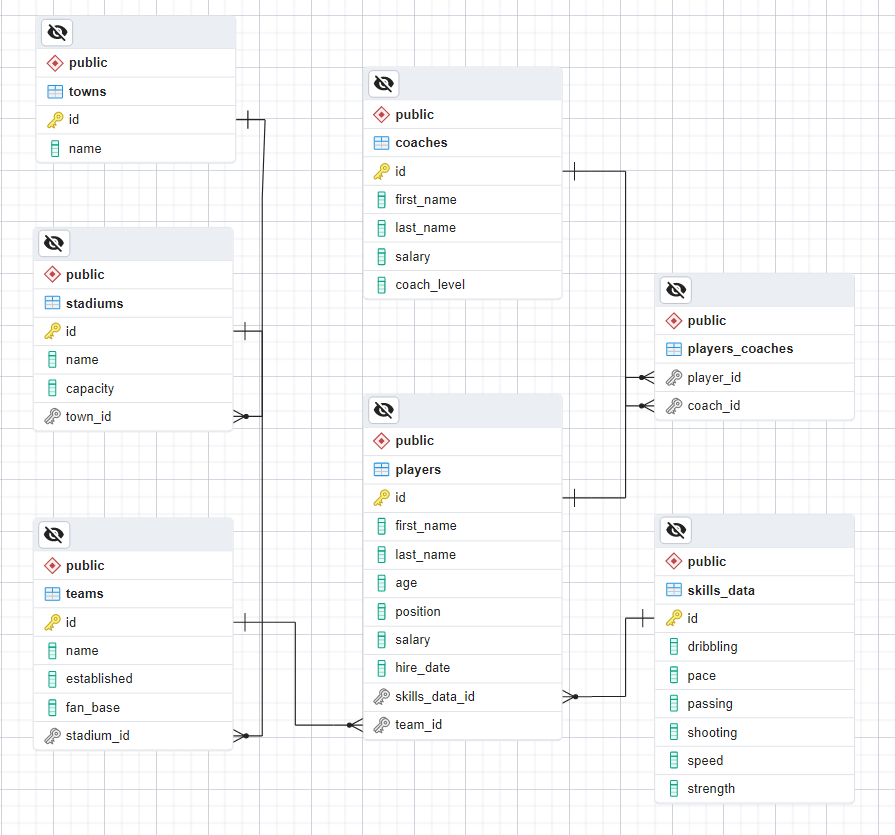 public
towns
id
name
public
stadiums
id
name
capacity
town_id
public
teams
id
name
established
fan_base
stadium_id
public
coaches
id
first_name
last_name
salary
coach_level
public
players
id
first_name
last_name
age
position
salary
hire_date
skills_data_id
team_id
public
players_coaches
player_id
coach_id
public
skills_data
id
dribbling
pace
passing
shooting
speed
strength